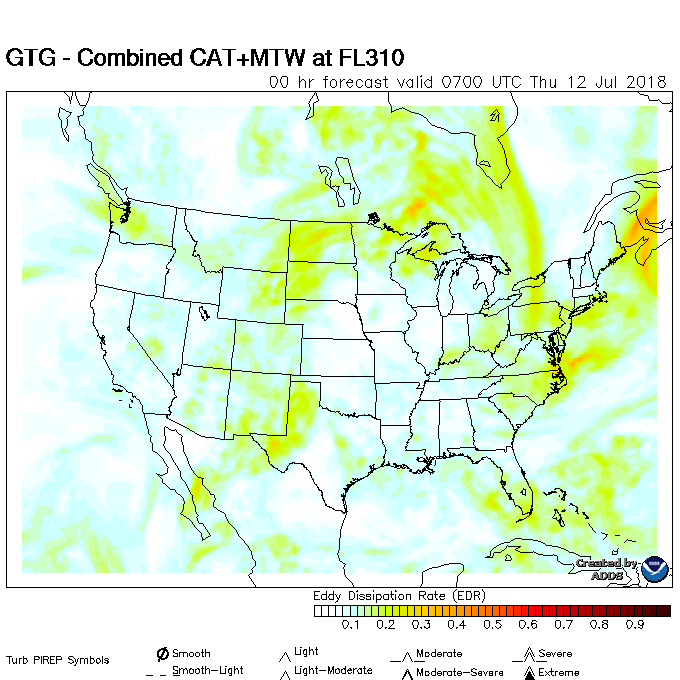 GTG - Combined CAT+MTW at FL310
00 hr forecast valid 0700 UTC Thu 12 Jul 2018
Created by
ADDS
Eddy Dissipation Rate (EDR)
0.1 0.2 0.3 0.4 0.5 0.6 0.7 0.8 0.9
Turb PIREP Symbols
Smooth Light Moderate Severe
Smooth-Light Light-Moderate Moderate-Severe Extreme